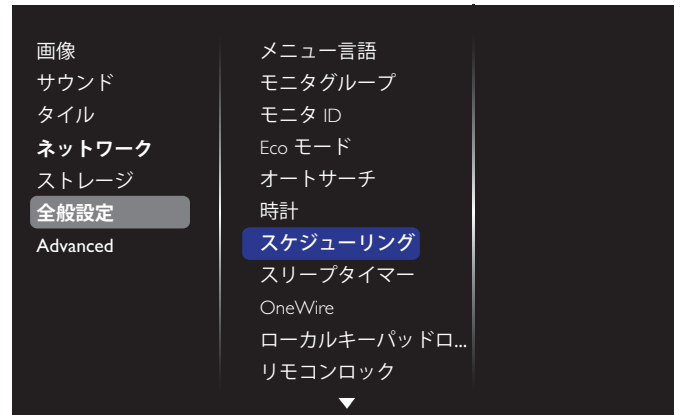 画像
サウンド
タイル
ネットワーク
ストレージ
全般設定
Advanced
メニュー言語
モニタグループ
モニタ ID
Eco モード
オートサーチ
時計
スケジューリング
スリープタイマー
OneWire
ローカルキーパッドロ...
リモコンロック